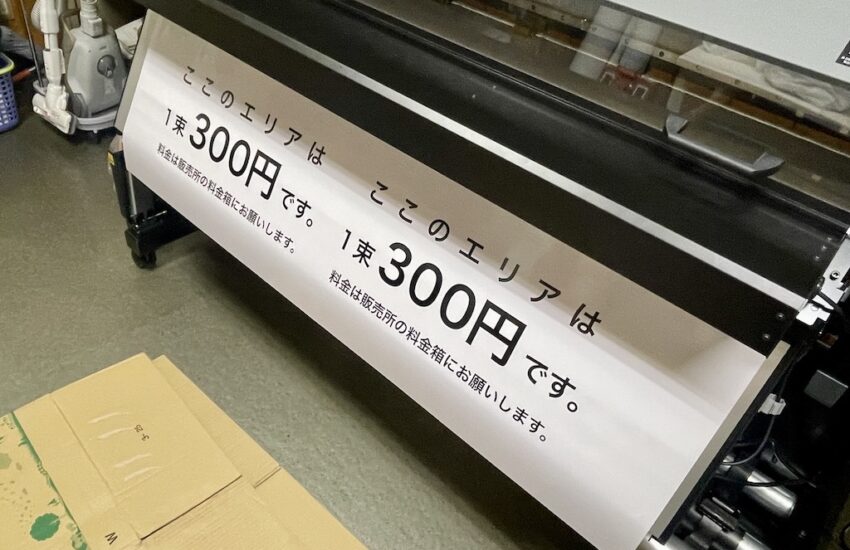 ここのエリアは
1束300円です。
料金は販売所の料金箱にお願いします。
ここのエリアは
1束300円です。
料金は販売所の料金箱にお願いします。
W